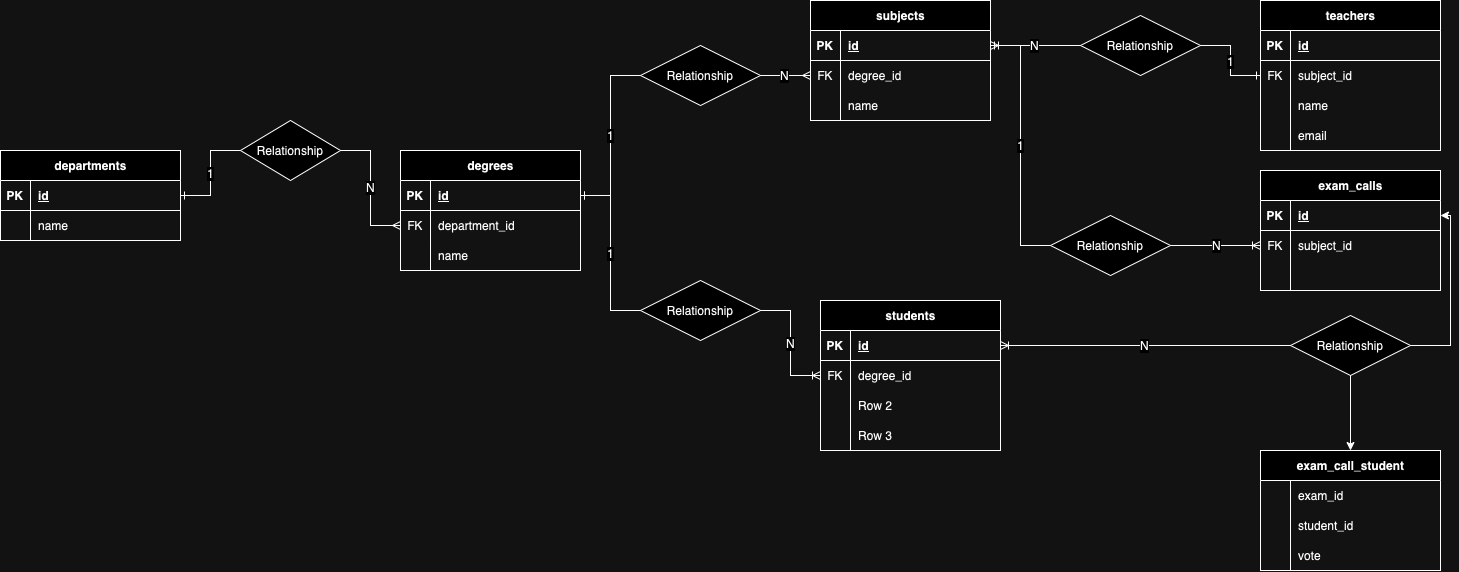 departments
PK id
name
Relationship
1
N
degrees
PK id
FK department_id
name
1
1
Relationship
N
subjects
PK id
FK degree_id
name
N
Relationship
1
teachers
PK id
FK subject_id
name
email
1
Relationship
N
exam_calls
PK id
FK subject_id
Relationship
N
students
PK id
FK degree_id
Row 2
Row 3
N
Relationship
exam_call_student
exam_id
student_id
vote